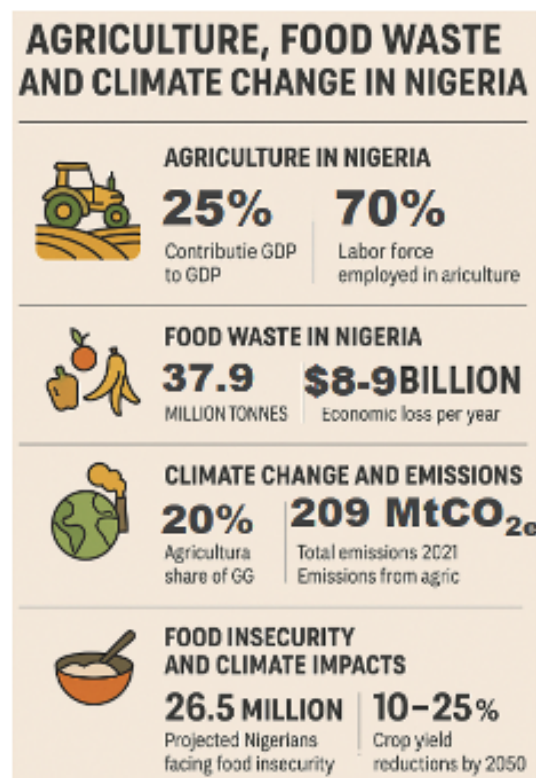 AGRICULTURE, FOOD WASTE
AND CLIMATE CHANGE IN NIGERIA
AGRICULTURE IN NIGERIA
25%
Contributie GDP
to GDP
70%
Labor force
employed in ariculture
FOOD WASTE IN NIGERIA
37.9
MILLION TONNES
$8-9BILLION
Economic loss per year
CLIMATE CHANGE AND EMISSIONS
20%
Agricultura
share of GG
209 MtCO2e
Total emissions 2021
Emissions from agric
FOOD INSECURITY
AND CLIMATE IMPACTS
26.5 MILLION
Projected Nigerians
facing food insecurity
10–25%
Crop yield
reductions by 2050